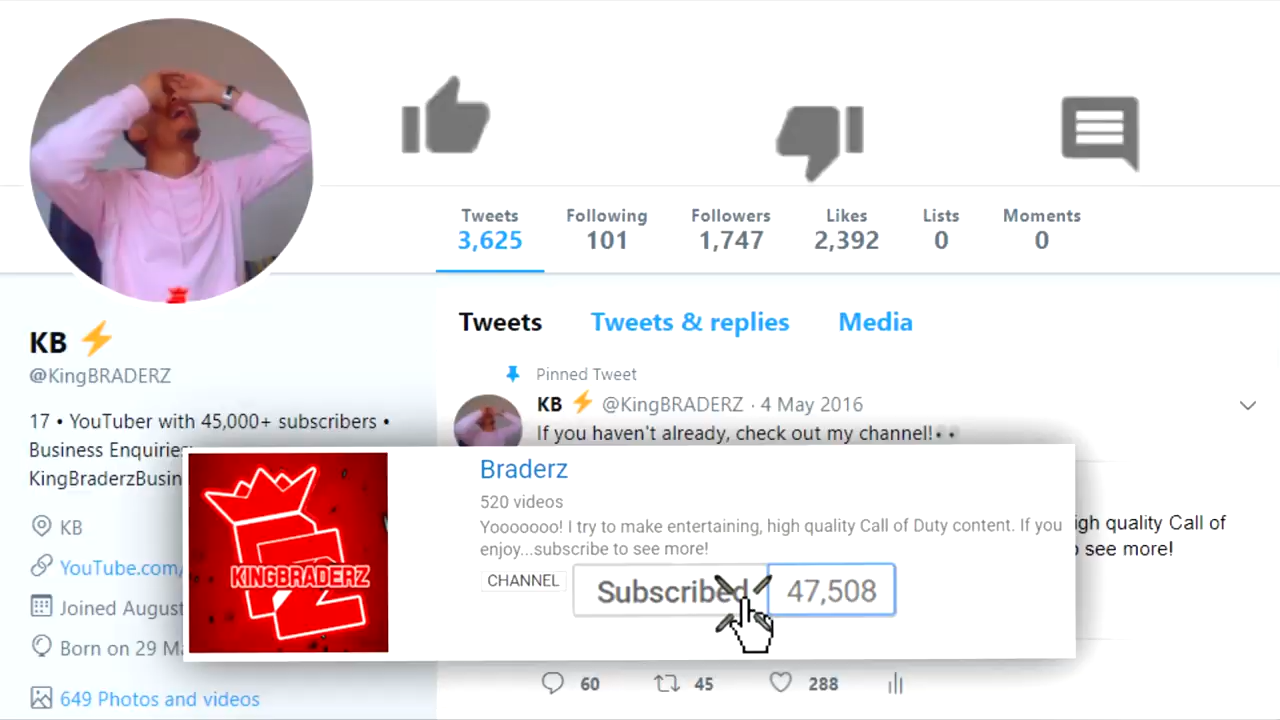 Tweets Following Followers Likes Lists Moments
3,625 101 1,747 2,392 0 0
KB
@KingBRADERZ
17 • YouTuber with 45,000+ subscribers •
Business Enquiries
KingBraderzBusin
KB
YouTube.com/
Joined August
Born on 29
649 Photos and videos
Tweets Tweets & replies Media
Pinned Tweet
KB @KingBRADERZ · 4 May 2016
If you haven't already, check out my channel!
KINGBRADERZ
Braderz
520 videos
Yooooooo! I try to make entertaining, high quality Call of Duty content. If you
enjoy...subscribe to see more!
CHANNEL Subscribed 47,508
igh quality Call of
see more!
60 45 288